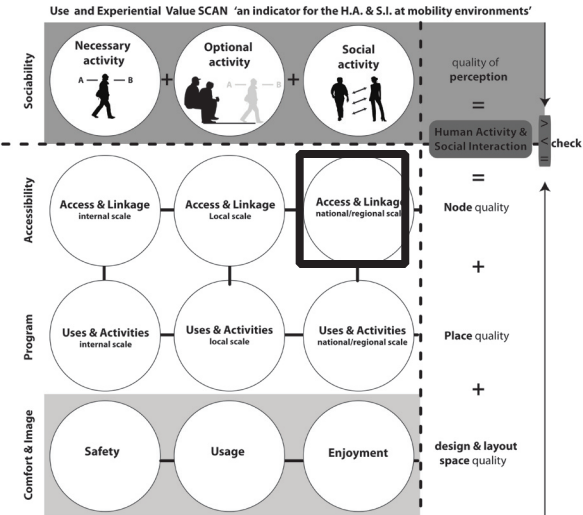 Use and Experiential Value SCAN 'an indicator for the H.A. & S.I. at mobility environments'
Sociability
Necessary
activity
A B
+
Optional
activity
A B
+
Social
activity
quality of
perception
=
Human Activity &
Social Interaction
check
=
Accessibility
Access & Linkage
internal scale
Access & Linkage
Local scale
Access & Linkage
national/regional scale
Node quality
+
Program
Uses & Activities
internal scale
Uses & Activities
local scale
Uses & Activities
national/regional scale
Place quality
+
Comfort & Image
Safety
Usage
Enjoyment
design & layout
space quality